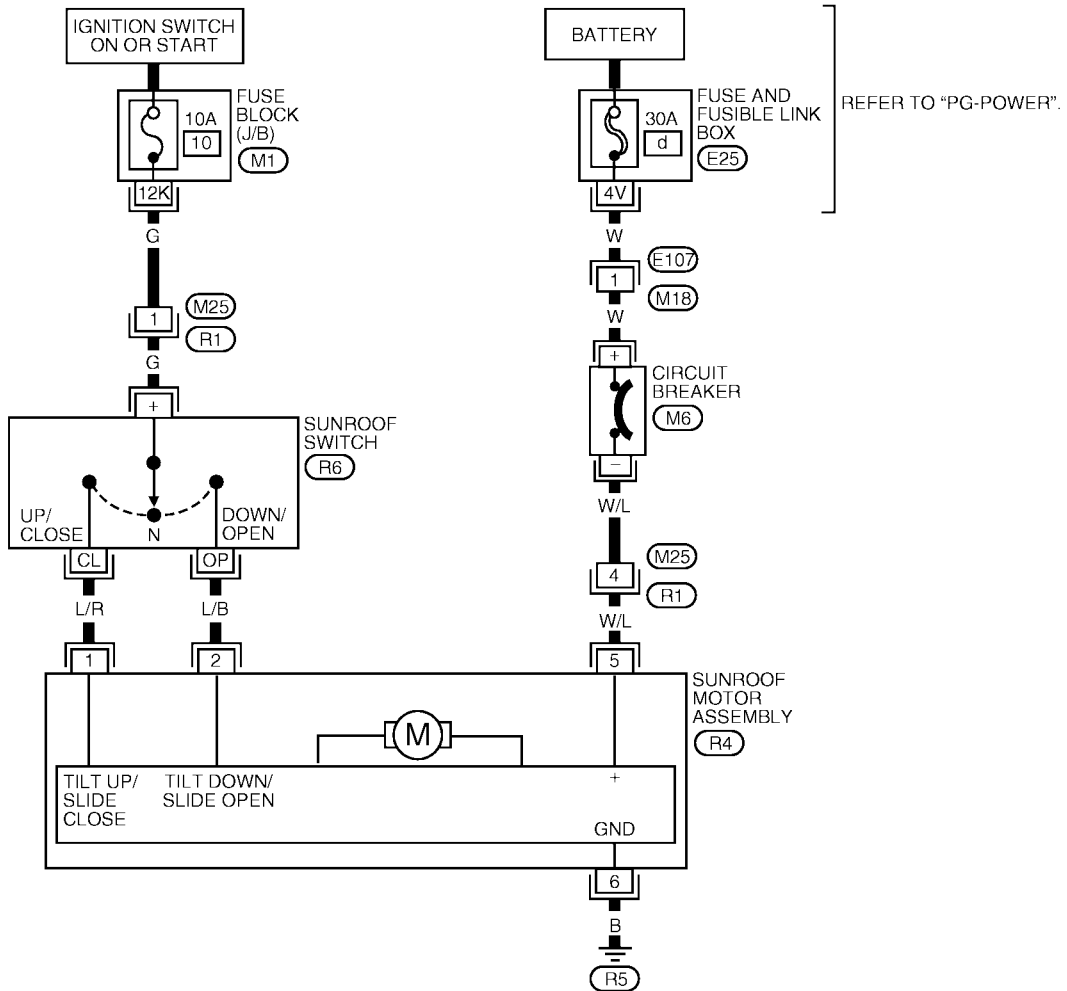 IGNITION SWITCH
ON OR START
BATTERY
REFER TO “PG-POWER”.
10A
10
FUSE
BLOCK
(J/B)
M1
12K
G
1
M25
R1
G
+
SUNROOF
SWITCH
R6
UP/
CLOSE
N
DOWN/
OPEN
CL
OP
L/R
L/B
1
2
30A
d
FUSE AND
FUSIBLE LINK
BOX
E25
4V
W
E107
1
M18
W
+
CIRCUIT
BREAKER
M6
−
W/L
M25
4
R1
W/L
5
SUNROOF
MOTOR
ASSEMBLY
R4
M
TILT UP/
SLIDE
CLOSE
TILT DOWN/
SLIDE OPEN
+
GND
6
B
R5